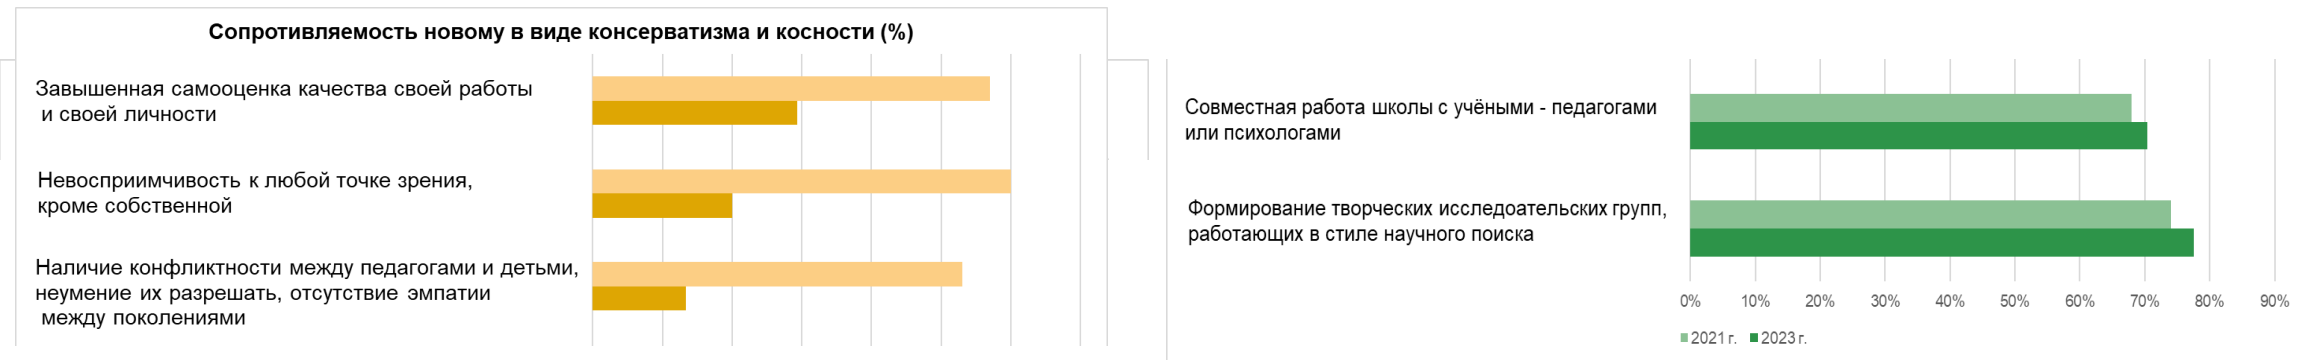 Сопротивляемость новому в виде консерватизма и косности (%)
Завышенная самооценка качества своей работы
и своей личности
Невосприимчивость к любой точке зрения,
кроме собственной
Наличие конфликтности между педагогами и детьми,
неумение их разрешать, отсутствие эмпатии
между поколениями
Совместная работа школы с учёными - педагогами
или психологами
Формирование творческих исследоательских групп,
работающих в стиле научного поиска
0% 10% 20% 30% 40% 50% 60% 70% 80% 90%
2021 г. 2023 г.